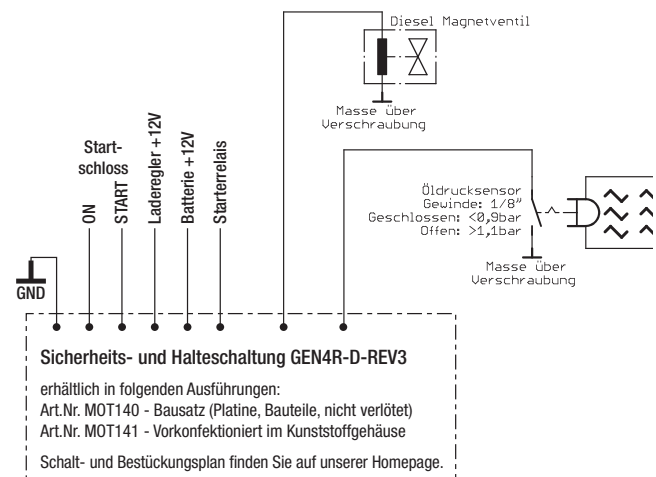 Diesel Magnetventil
Masse über
Verschraubung
Start-
schloss
ON
START
Laderegler +12V
Batterie +12V
Starterrelais
Öldrucksensor
Gewinde: 1/8"
Geschlossen: <0,9bar
Offen: >1,1bar
Masse über
Verschraubung
GND
Sicherheits- und Halteschaltung GEN4R-D-REV3
erhältlich in folgenden Ausführungen:
Art.Nr. MOT140 - Bausatz (Platine, Bauteile, nicht verlötet)
Art.Nr. MOT141 - Vorkonfektioniert im Kunststoffgehäuse
Schalt- und Bestückungsplan finden Sie auf unserer Homepage.